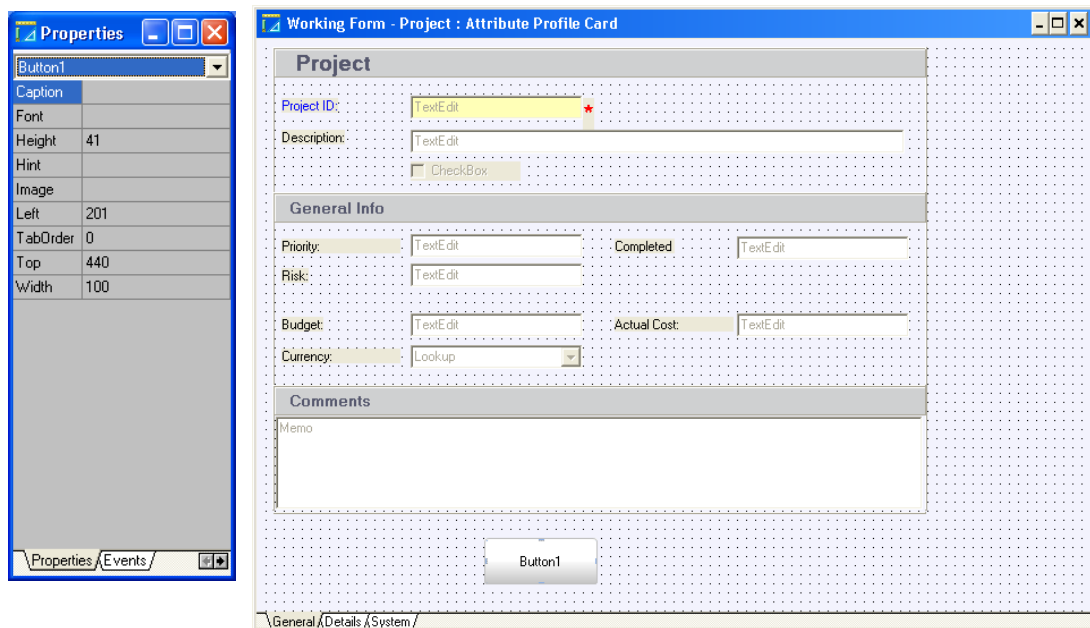 Properties
Button1
Caption
Font
Height 41
Hint
Image
Left 201
TabOrder 0
Top 440
Width 100
Properties Events
Working Form - Project : Attribute Profile Card
Project
Project ID: TextEdit *
Description: TextEdit
CheckBox
General Info
Priority: TextEdit Completed TextEdit
Risk: TextEdit
Budget: TextEdit Actual Cost: TextEdit
Currency: Lookup
Comments
Memo
Button1
General Details System